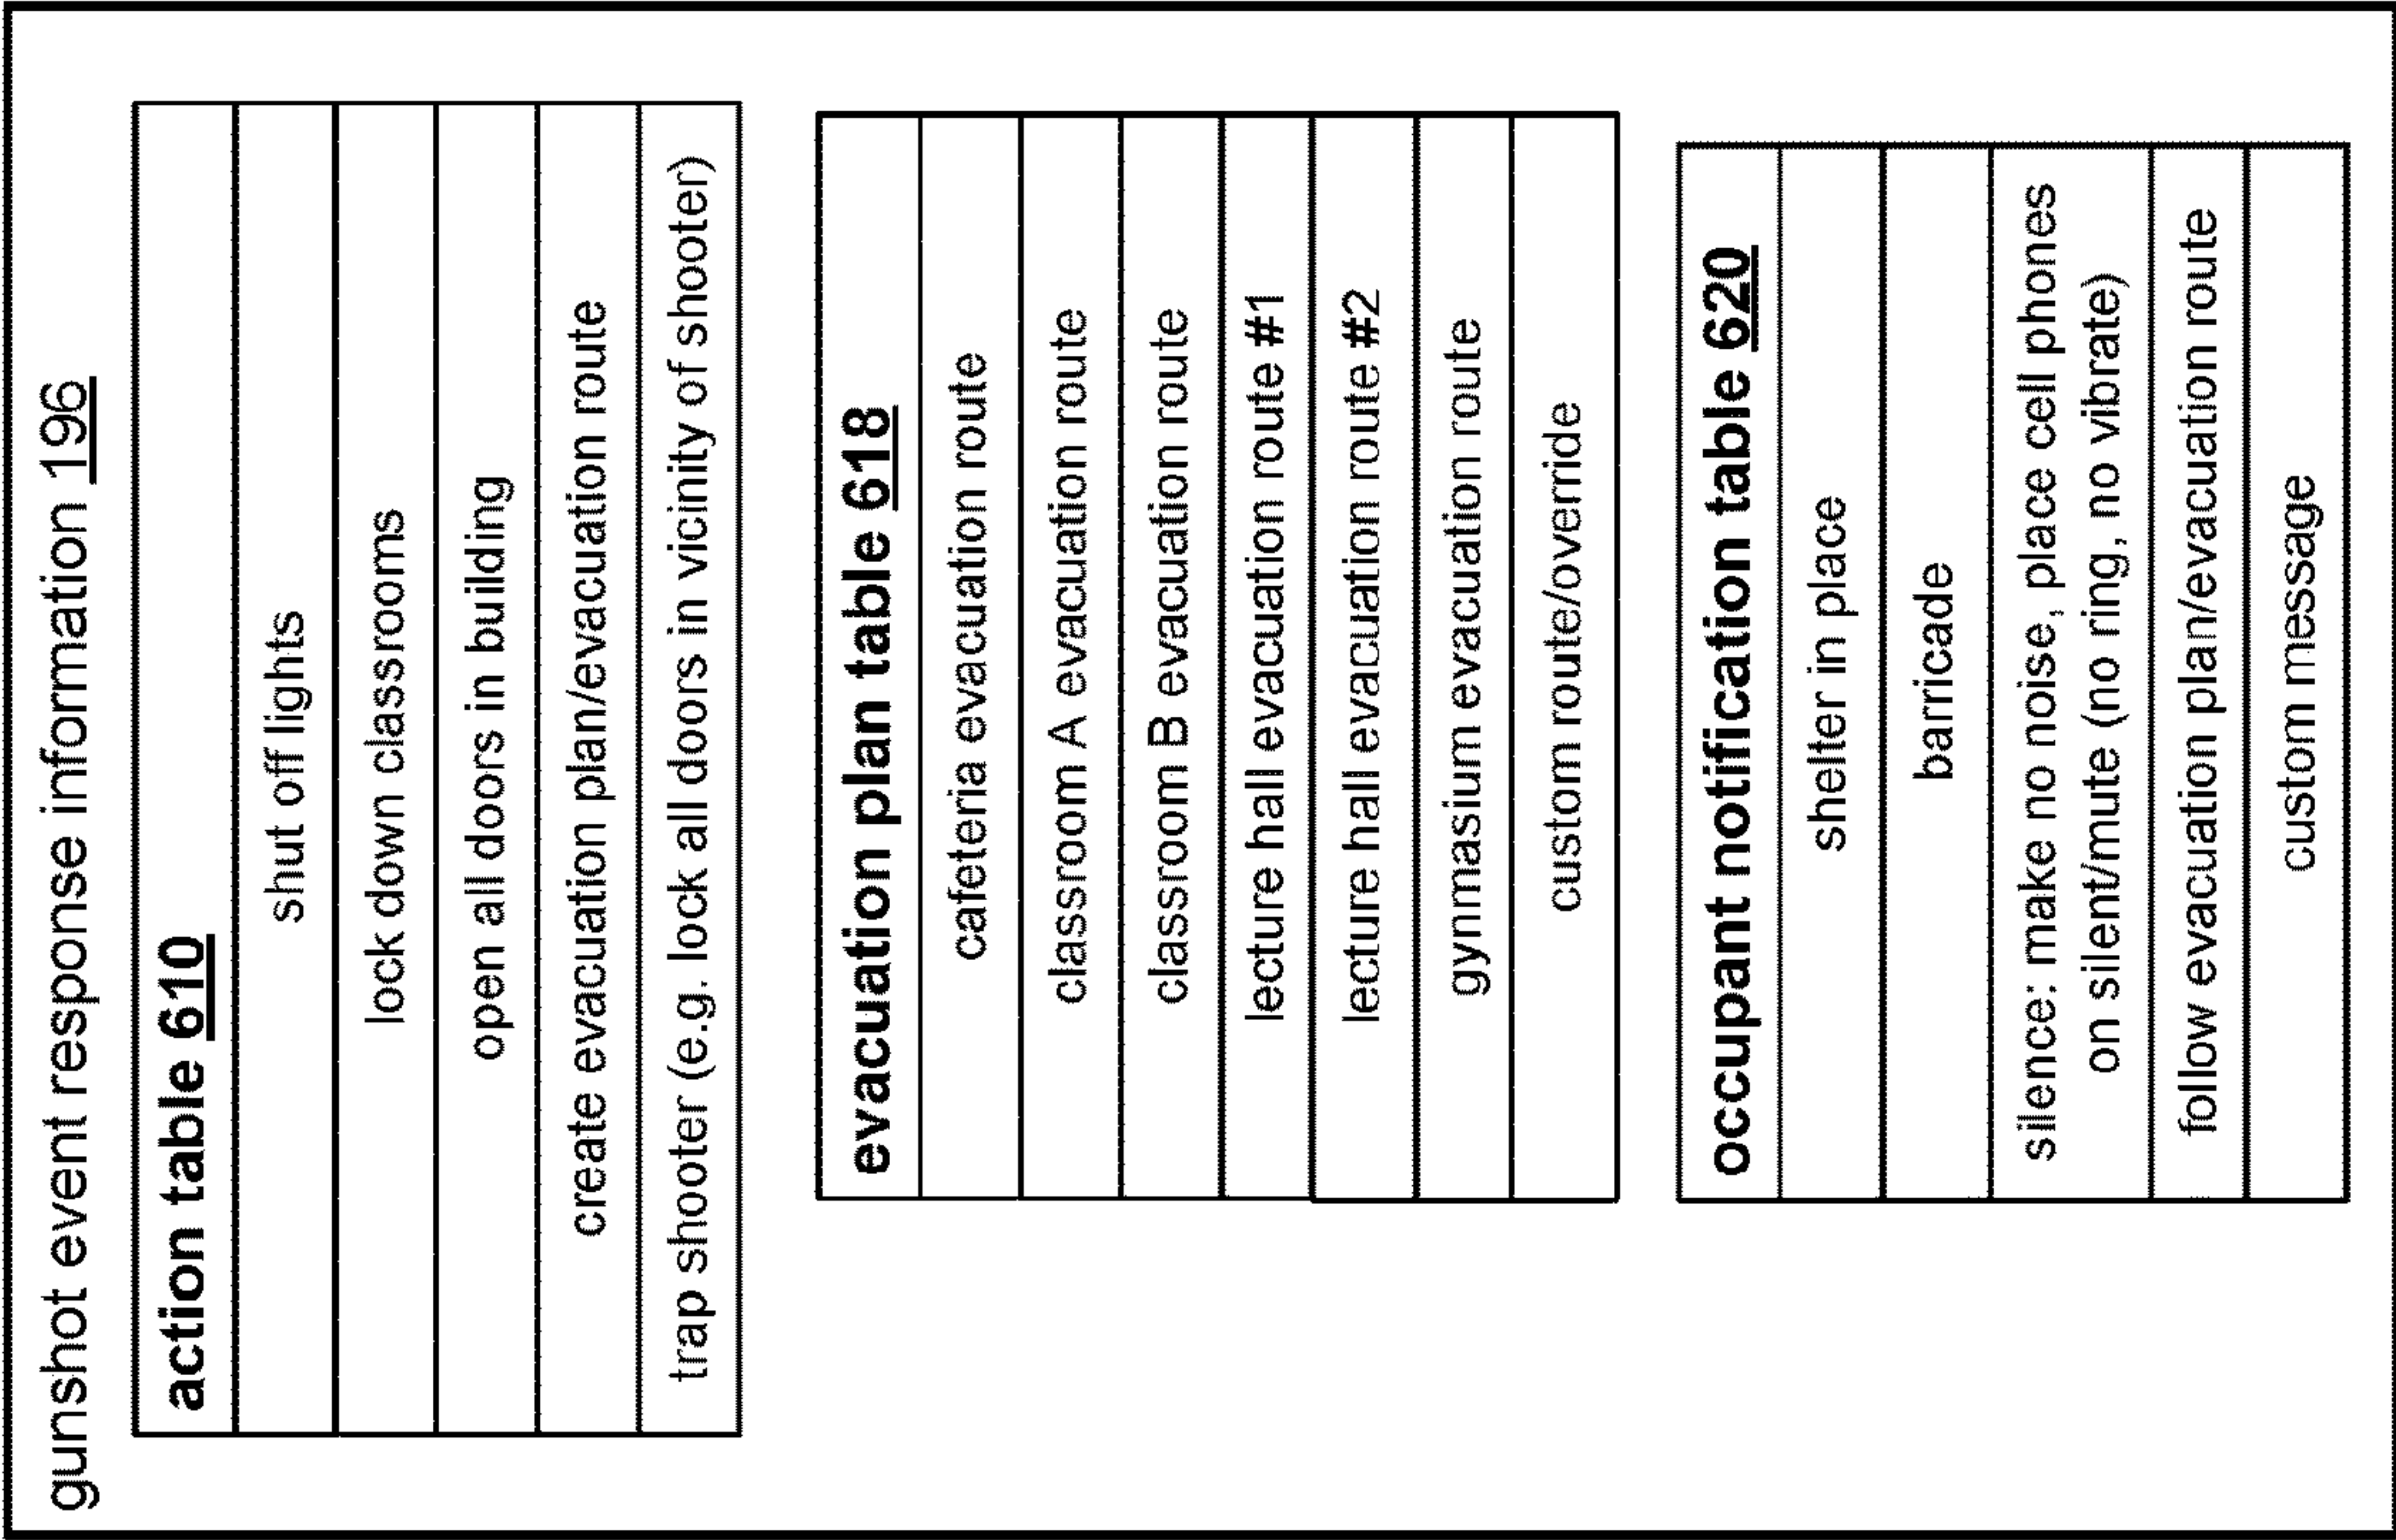 gunshot event response information 196
action table 610
shut off lights
lock down classrooms
open all doors in building
create evacuation plan/evacuation route
trap shooter (e.g. lock all doors in vicinity of shooter)
evacuation plan table 618
cafeteria evacuation route
classroom A evacuation route
classroom B evacuation route
lecture hall evacuation route #1
lecture hall evacuation route #2
gynmasium evacuation route
custom route/override
occupant notification table 620
shelter in place
barricade
silence: make no noise, place cell phones
on silent/mute (no ring, no vibrate)
follow evacuation plan/evacuation route
custom message